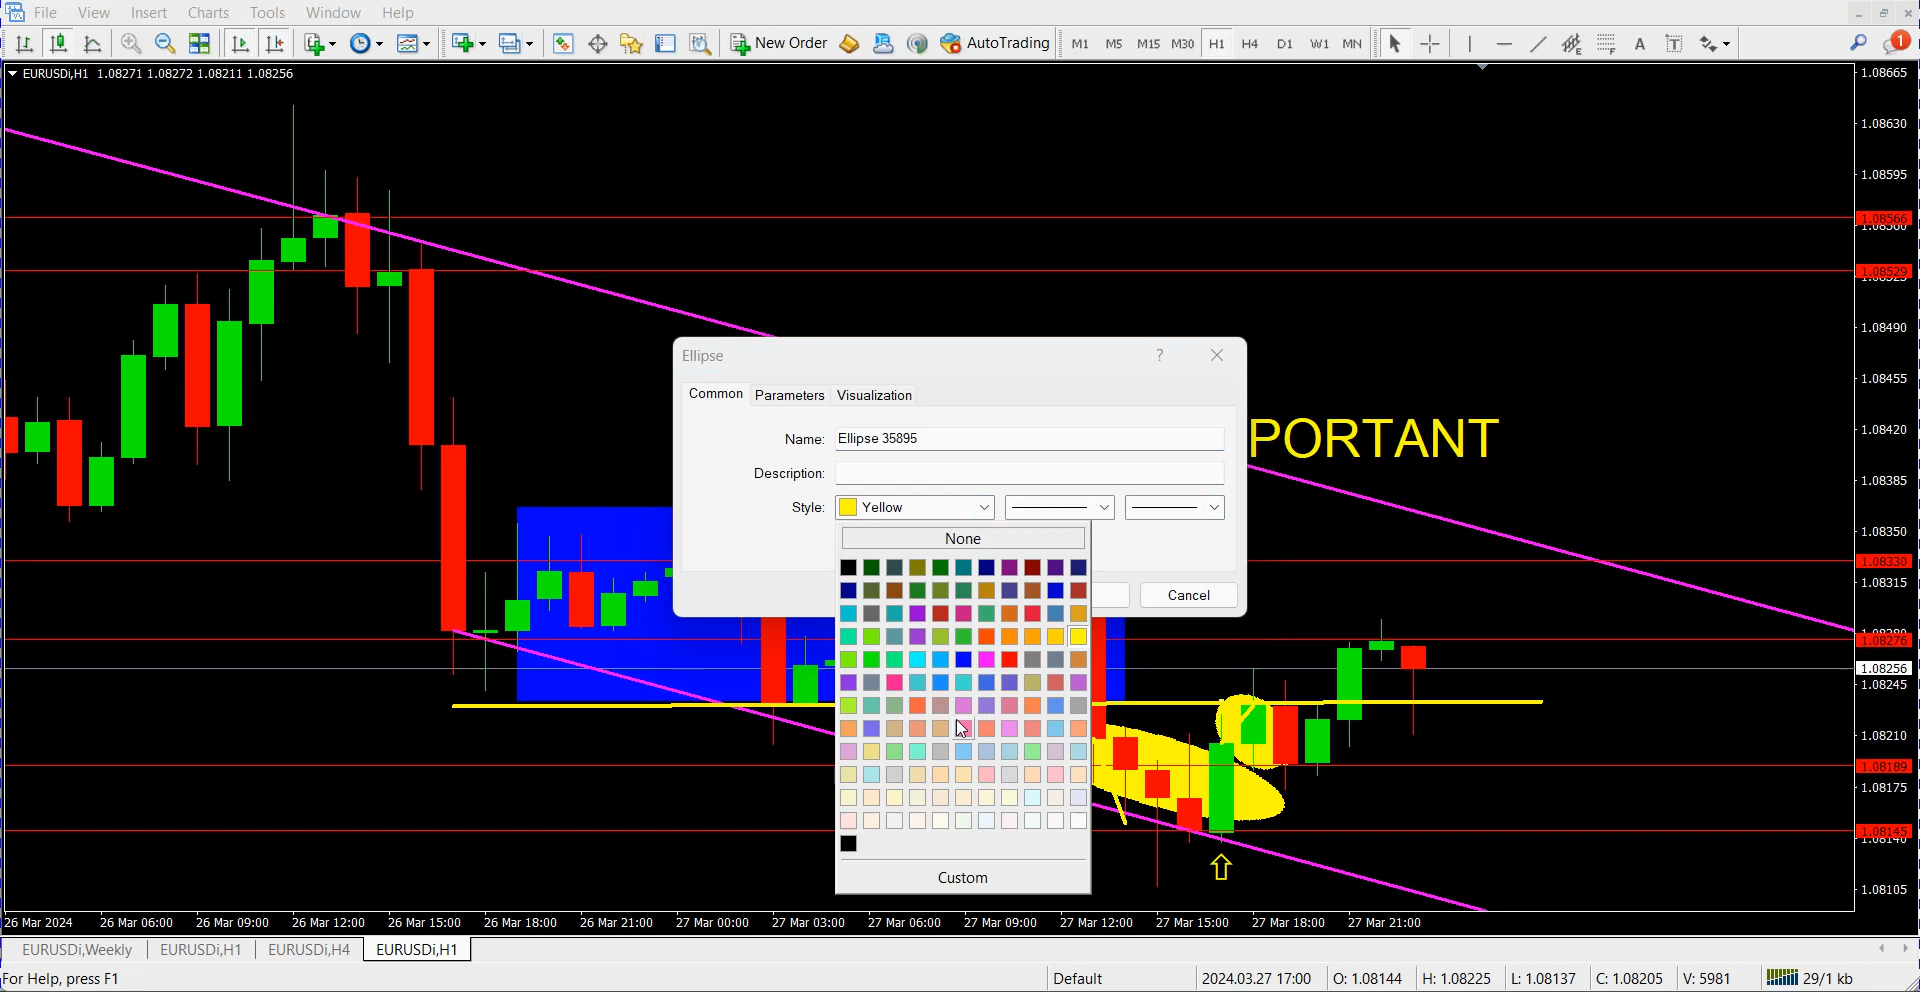 File View Insert Charts Tools Window Help
New Order AutoTrading M1 M5 M15 M30 H1 H4 D1 W1 MN A T 1
EURUSDi,H1 1.08271 1.08272 1.08211 1.08256
1.08665
1.08630
1.08595
1.08566
1.08529
1.08490
1.08455
1.08420
1.08385
1.08350
1.08330
1.08315
1.08276
1.08256
1.08245
1.08210
1.08189
1.08175
1.08145
1.08140
1.08105
PORTANT
Ellipse ?
Common Parameters Visualization
Name: Ellipse 35895
Description:
Style: Yellow
None
Cancel
Custom
26 Mar 2024 26 Mar 06:00 26 Mar 09:00 26 Mar 12:00 26 Mar 15:00 26 Mar 18:00 26 Mar 21:00 27 Mar 00:00 27 Mar 03:00 27 Mar 06:00 27 Mar 09:00 27 Mar 12:00 27 Mar 15:00 27 Mar 18:00 27 Mar 21:00
EURUSDi,Weekly EURUSDi,H1 EURUSDi,H4 EURUSDi,H1
For Help, press F1 Default 2024.03.27 17:00 O: 1.08144 H: 1.08225 L: 1.08137 C: 1.08205 V: 5981 29/1 kb